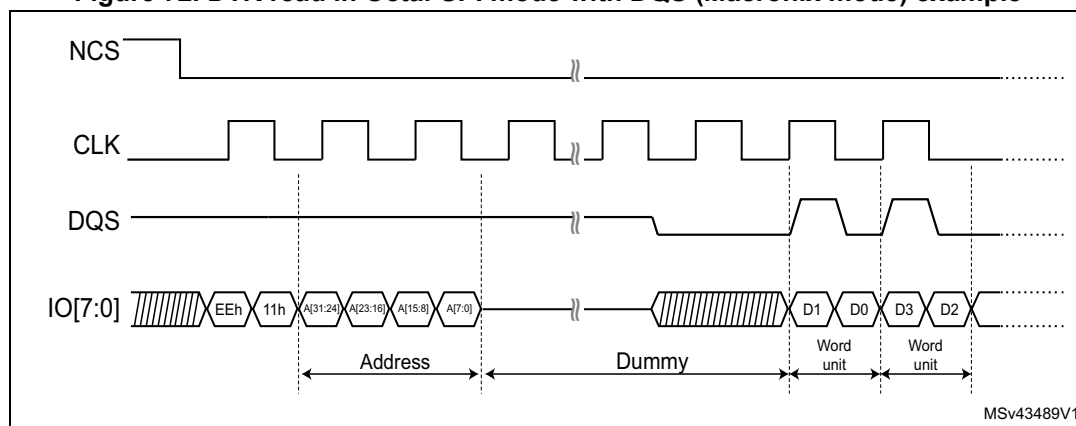 NCS
CLK
DQS
IO[7:0]
EEh 11h A[31:24] A[23:16] A[15:8] A[7:0] D1 D0 D3 D2
Address Dummy Word unit Word unit
MSv43489V1